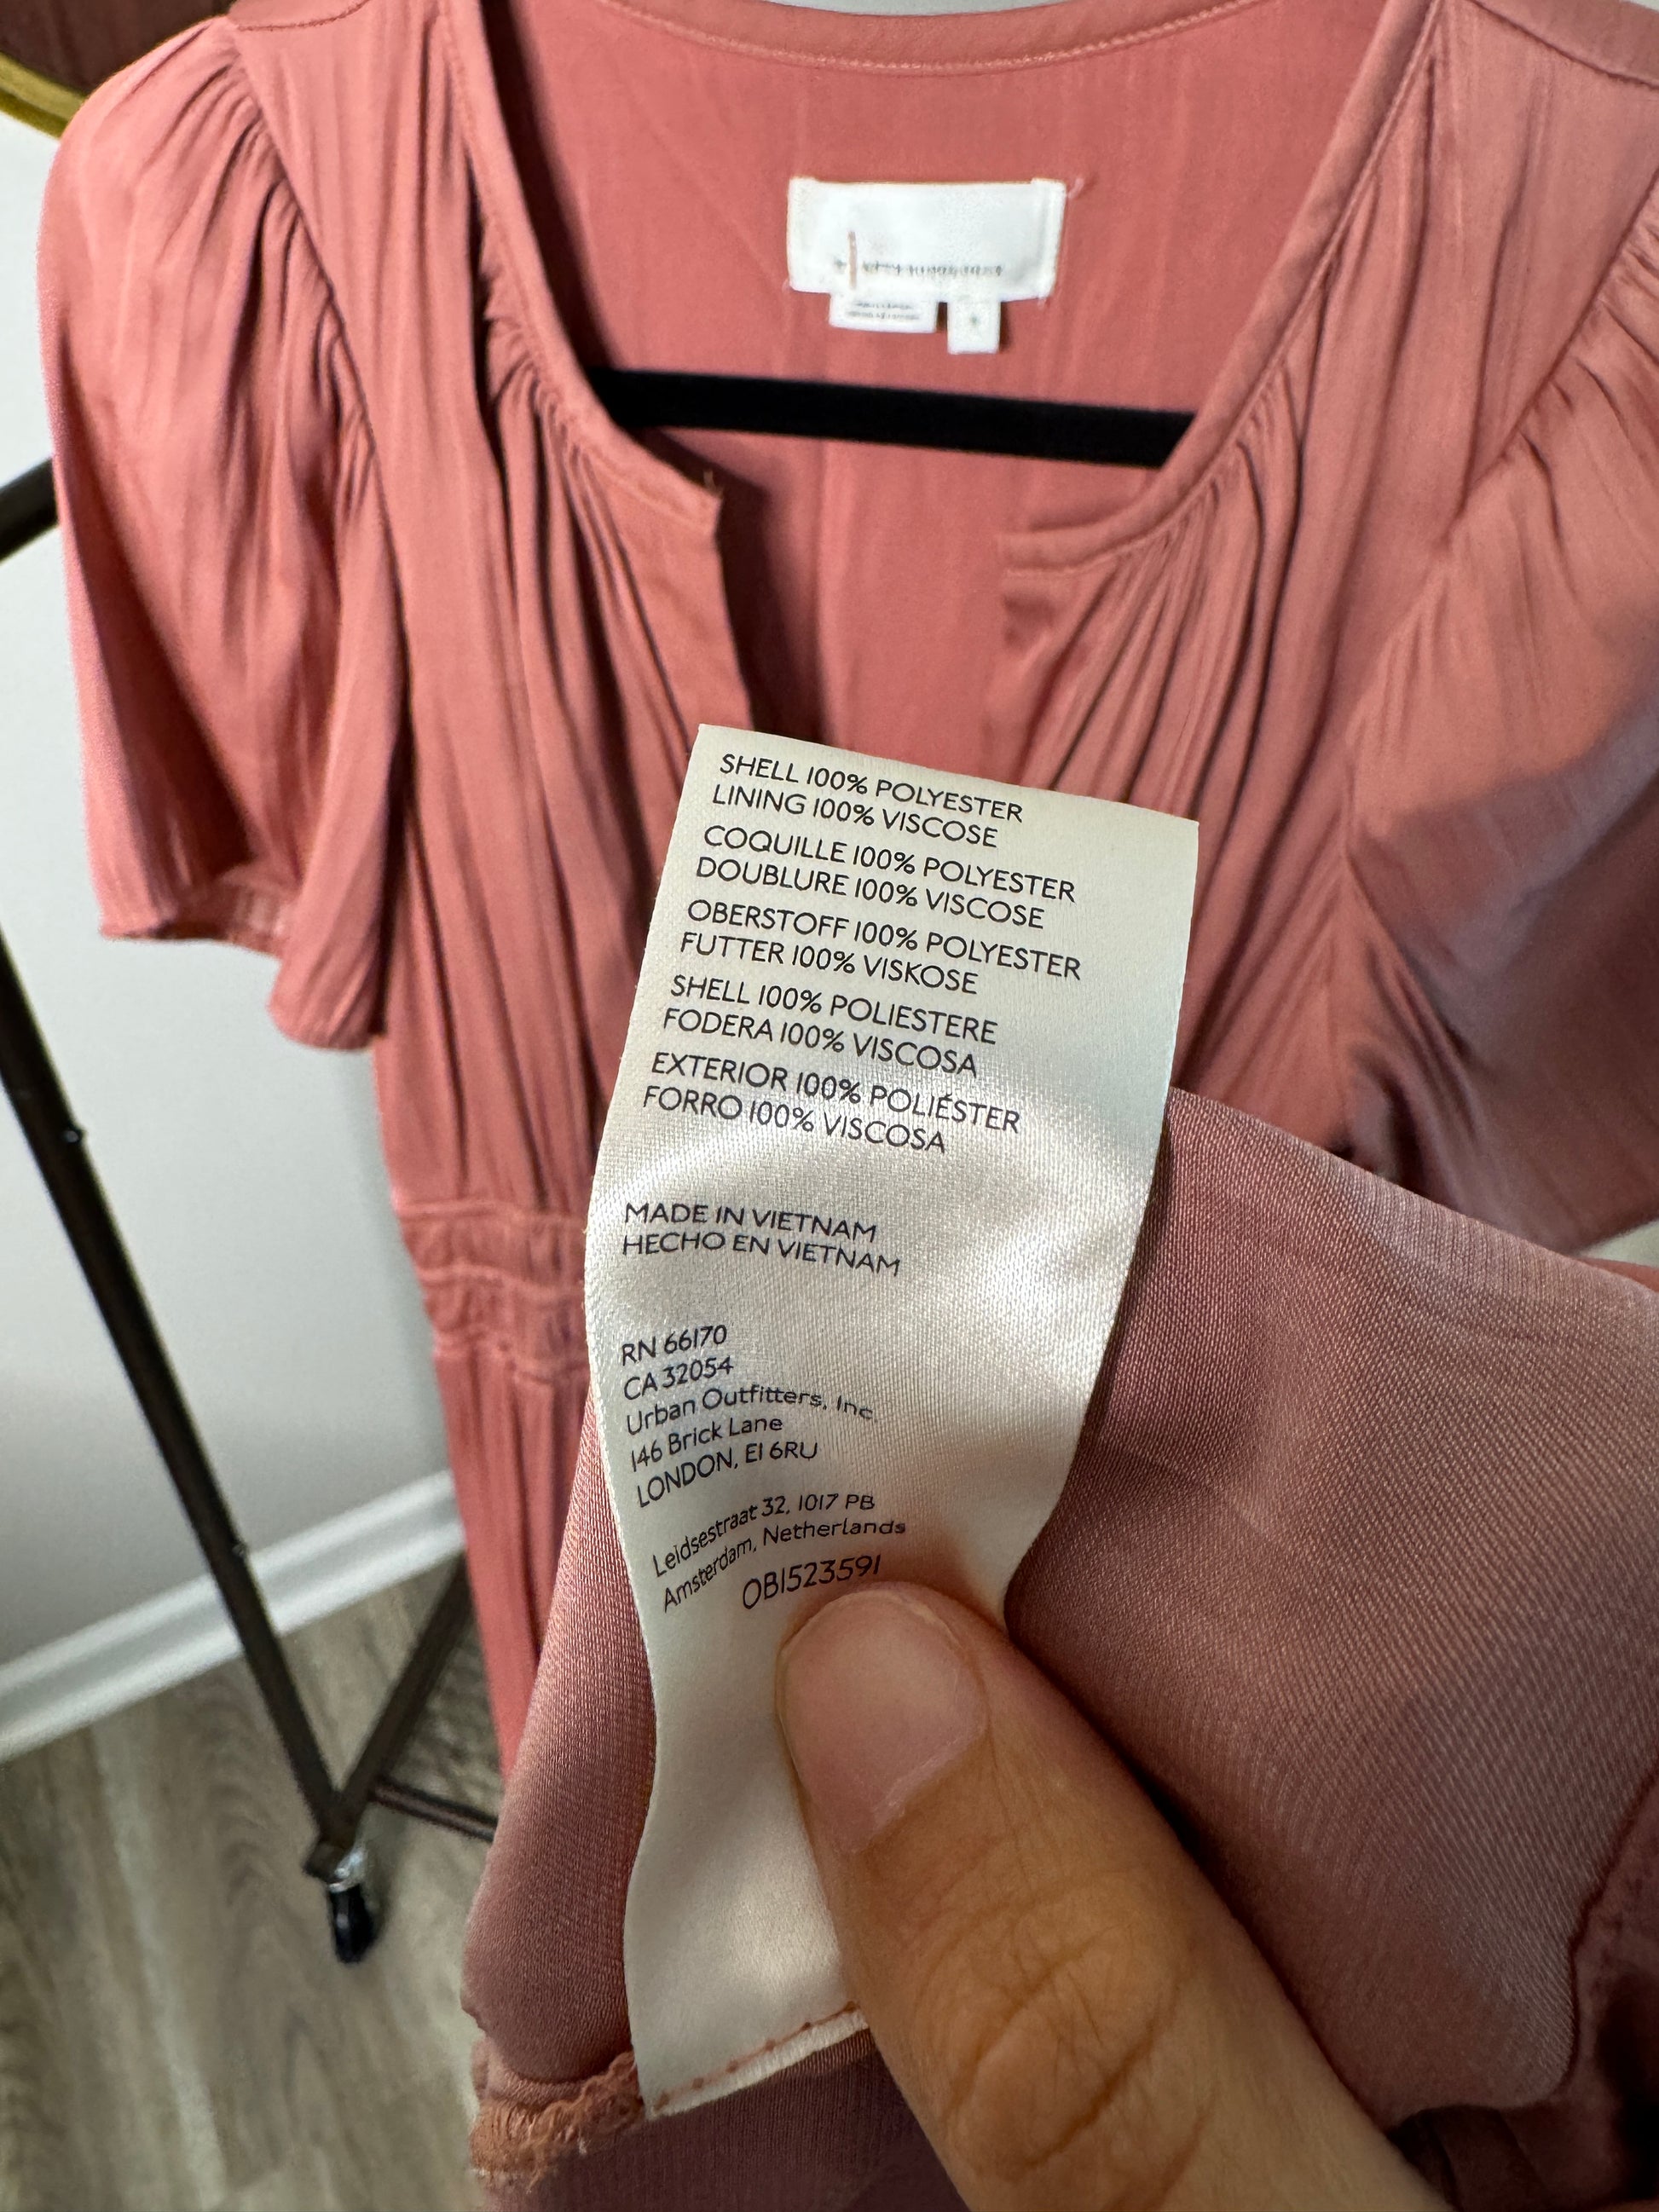 SHELL 100% POLYESTER
LINING 100% VISCOSE
COQUILLE 100% POLYESTER
DOUBLURE 100% VISCOSE
OBERSTOFF 100% POLYESTER
FUTTER 100% VISKOSE
SHELL 100% POLIESTERE
FODERA 100% VISCOSA
EXTERIOR 100% POLIÉSTER
FORRO 100% VISCOSA
MADE IN VIETNAM
HECHO EN VIETNAM
RN 66170
CA 32054
Urban Outfitters, Inc.
146 Brick Lane
LONDON, E1 6RU
Leidsestraat 32, 1017 PB
Amsterdam, Netherlands
OB1523591